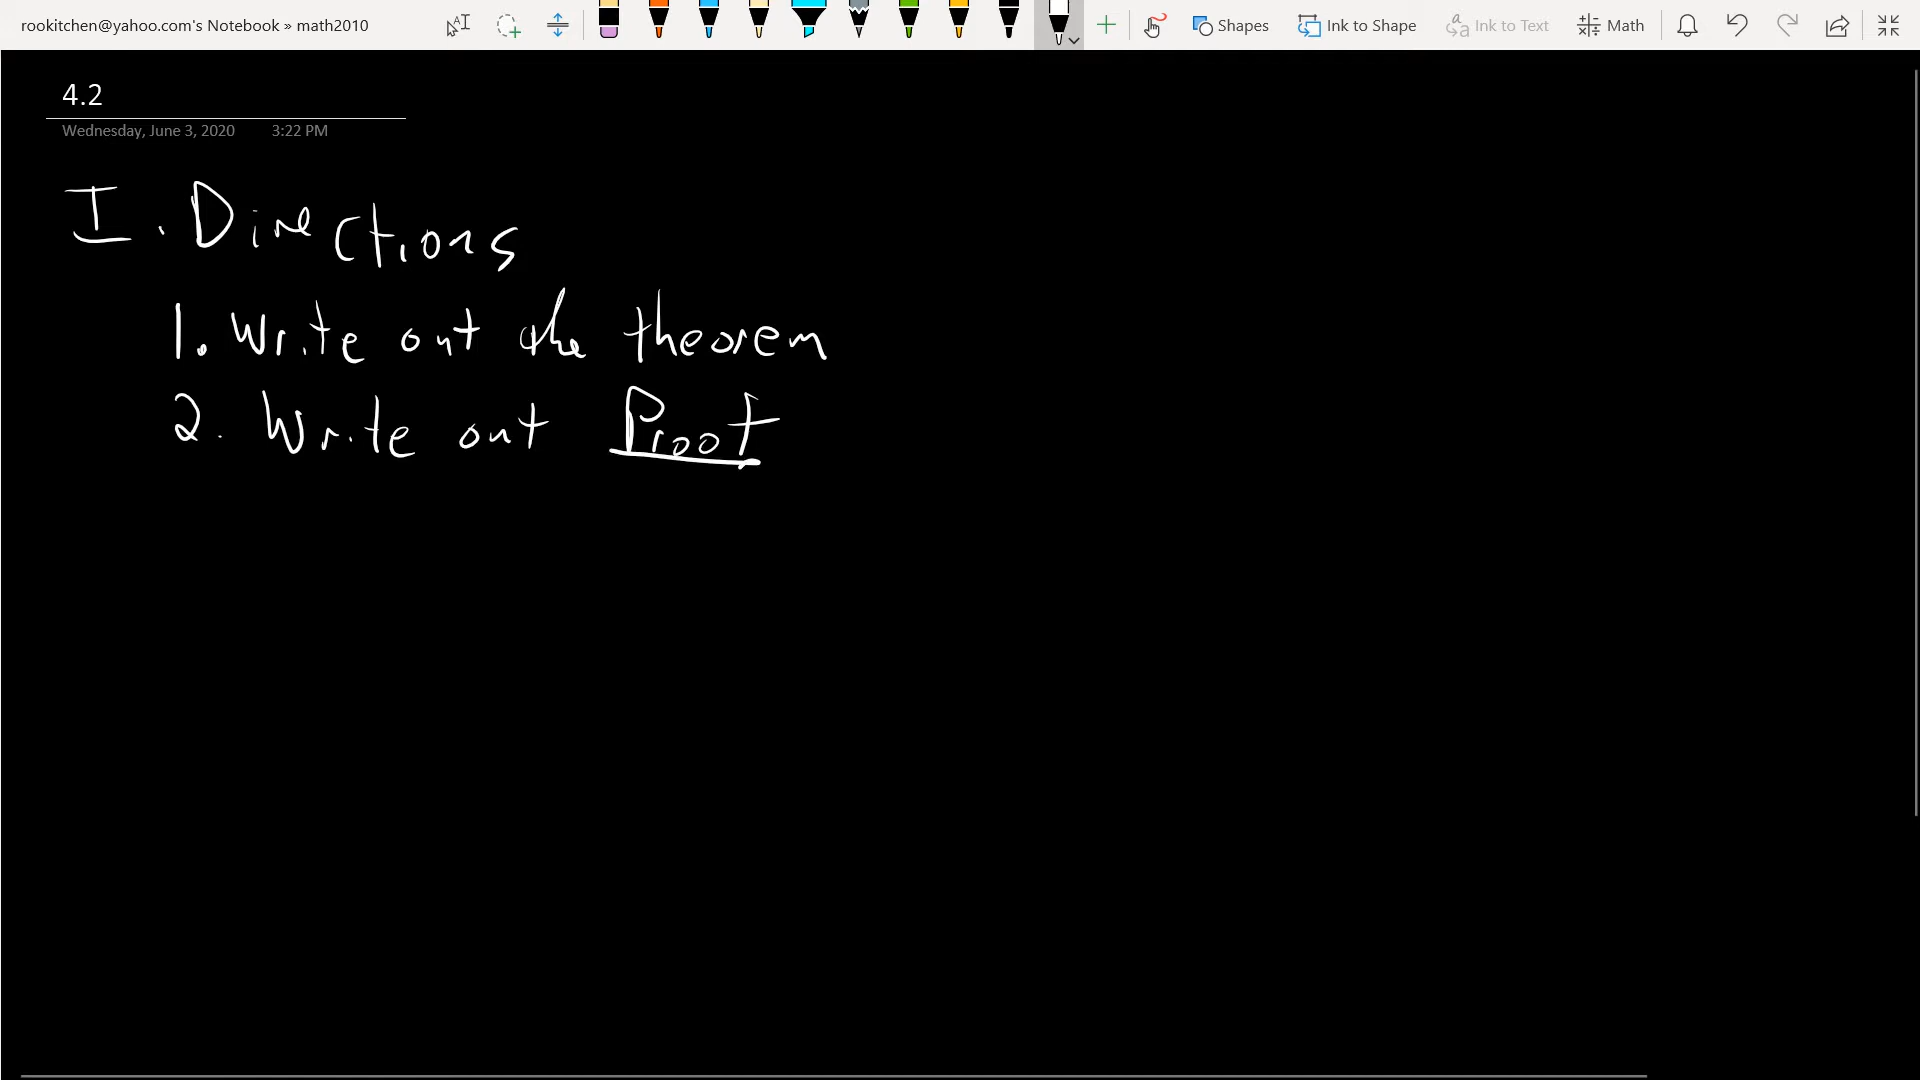 rookitchen@yahoo.com's Notebook » math2010
Shapes
Ink to Shape
Ink to Text
Math
4.2
Wednesday, June 3, 2020 3:22 PM
I. Directions
1. Write out the theorem
2. Write out Proof